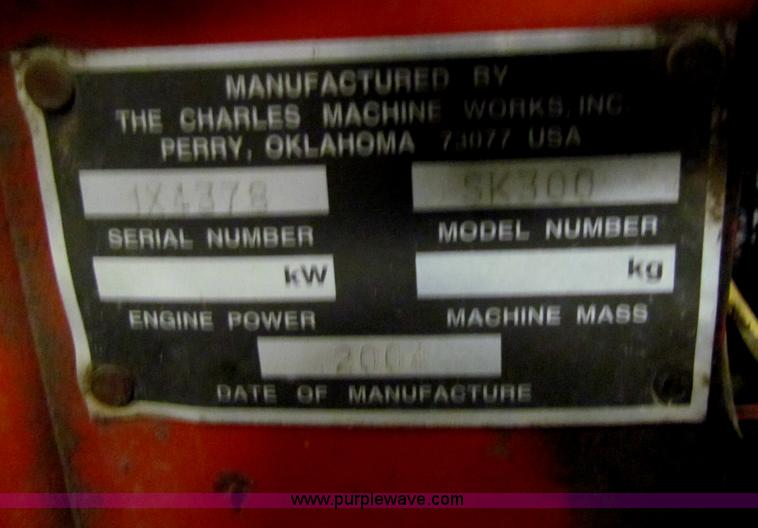 MANUFACTURED BY
THE CHARLES MACHINE WORKS, INC.
PERRY, OKLAHOMA 73077 USA
1X4378 SK300
SERIAL NUMBER MODEL NUMBER
kW kg
ENGINE POWER MACHINE MASS
2004
DATE OF MANUFACTURE
www.purplewave.com